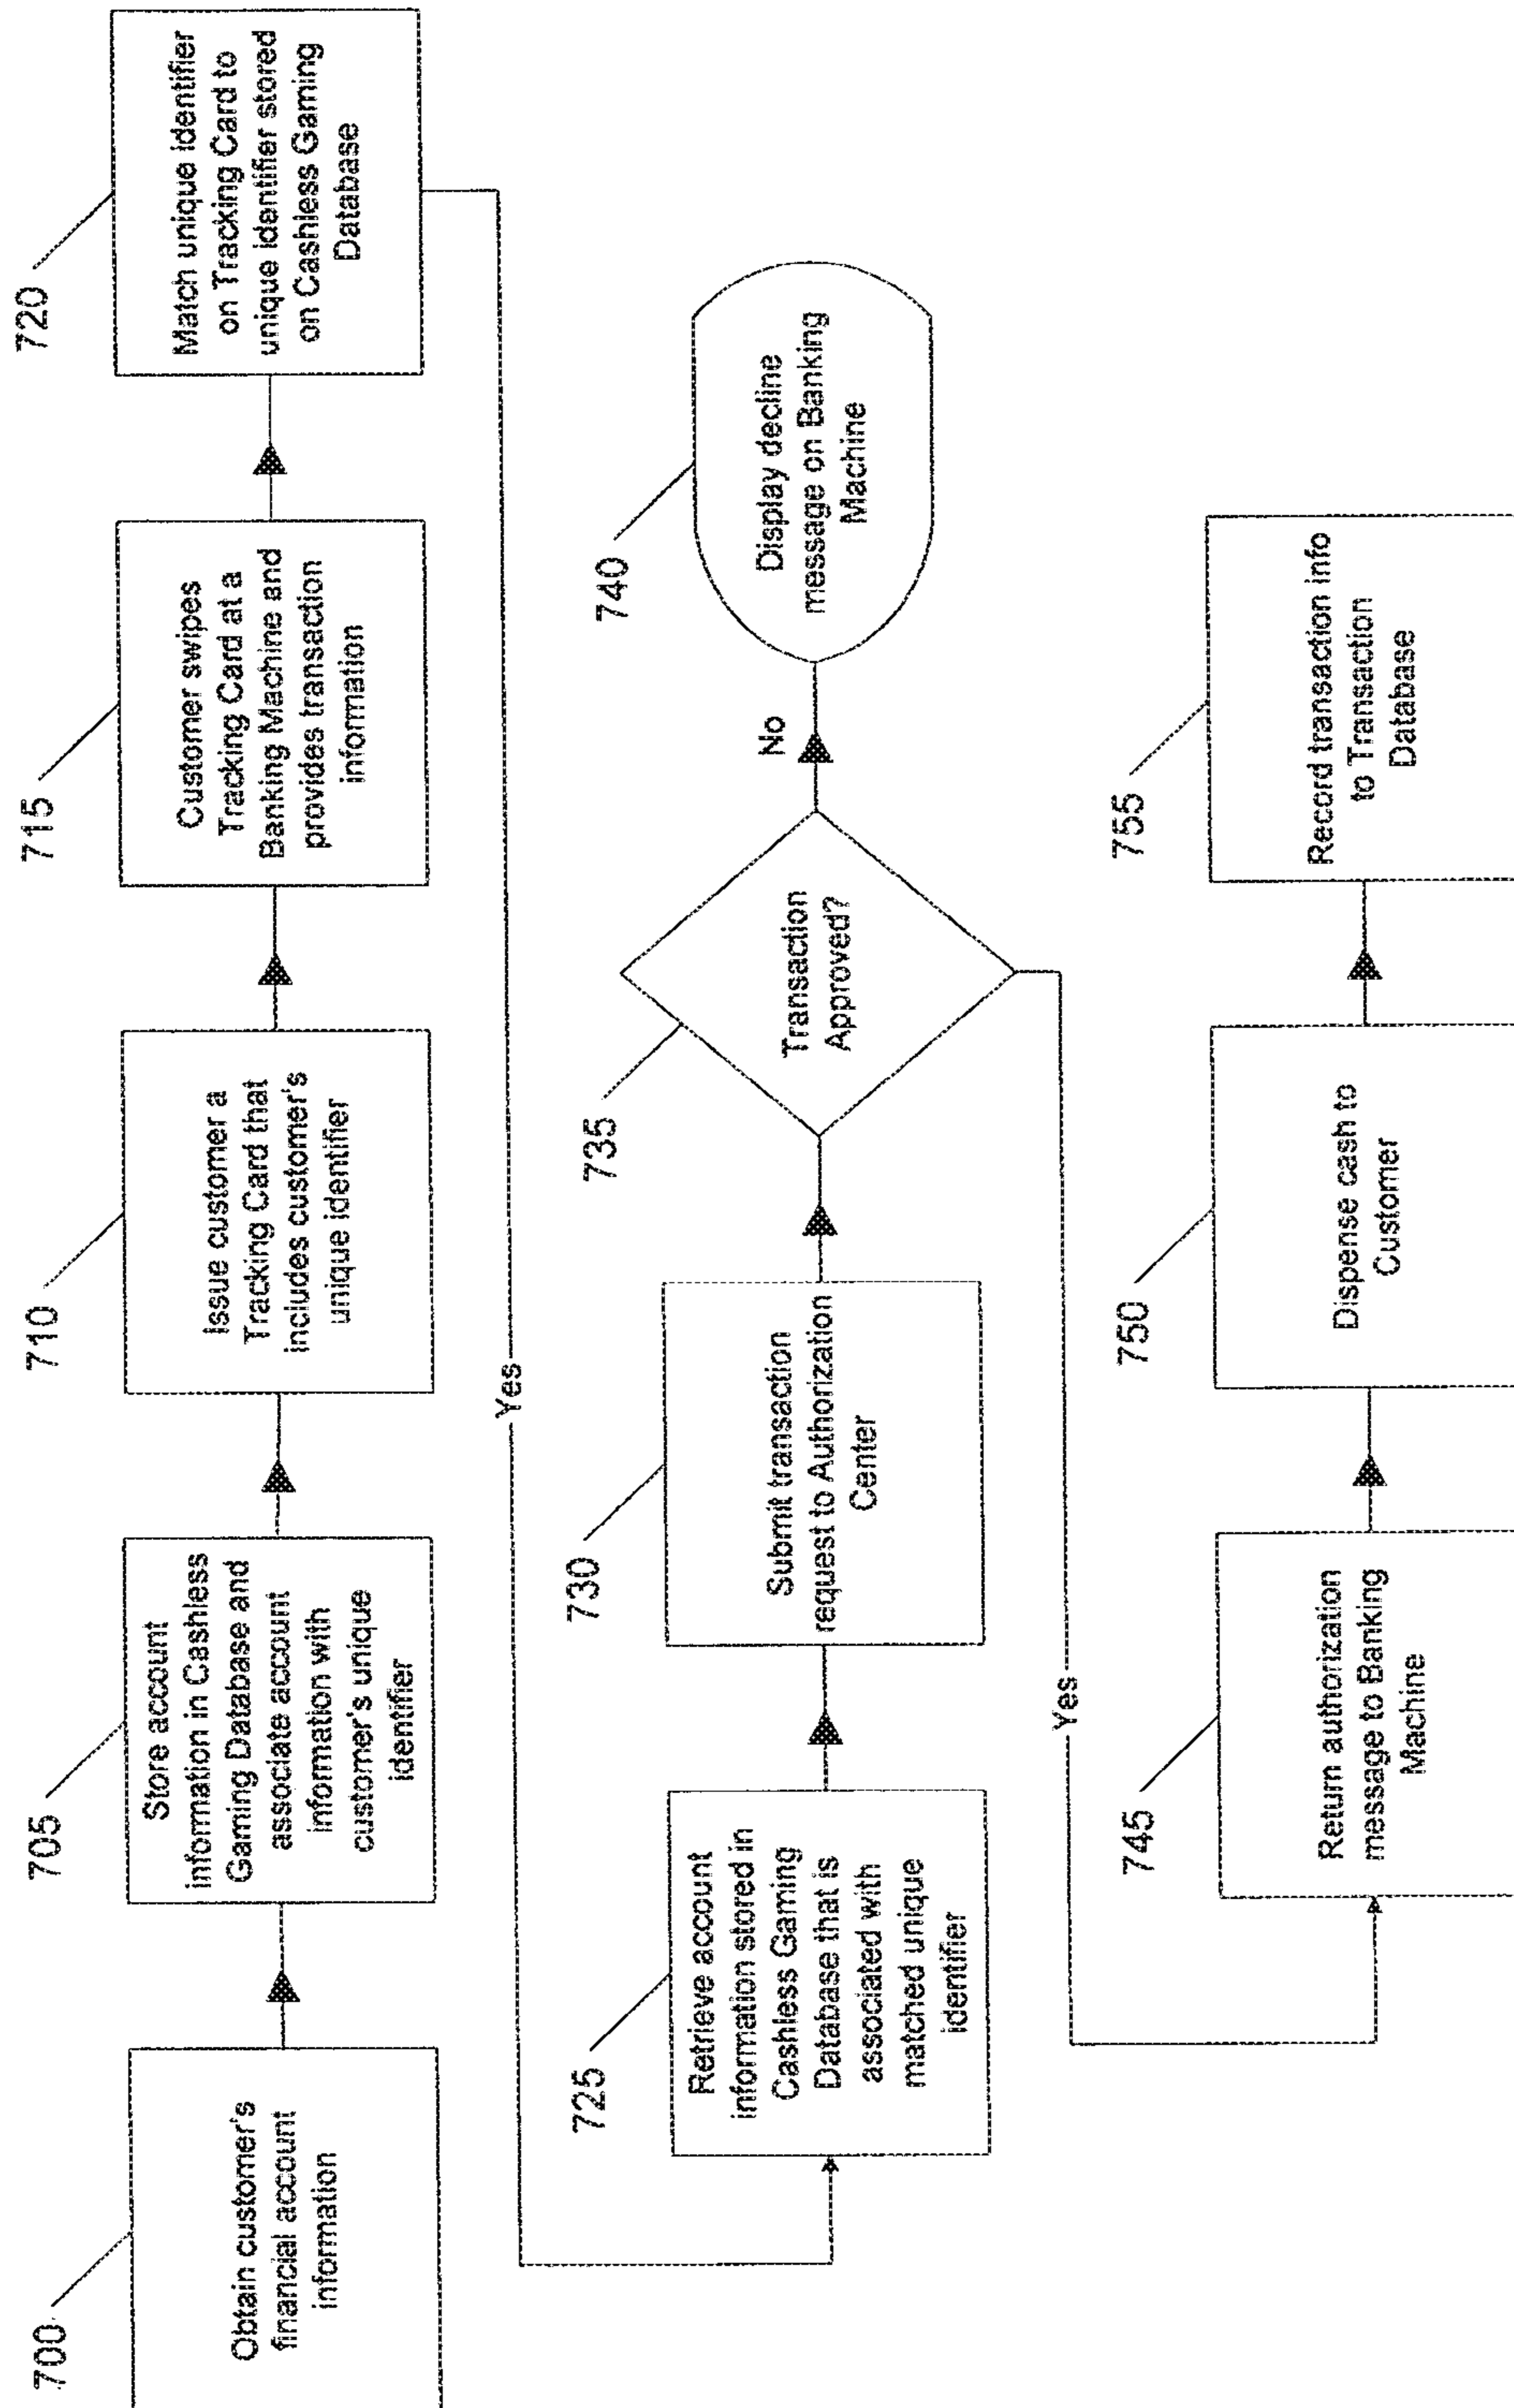 700
Obtain customer's
financial account
information
705
Store account
information in Cashless
Gaming Database and
associate account
information with
customer's unique
identifier
710
Issue customer a
Tracking Card that
includes customer's
unique identifier
715
Customer swipes
Tracking Card at a
Banking Machine and
provides transaction
information
720
Match unique identifier
on Tracking Card to
unique identifier stored
on Cashless Gaming
Database
Yes
725
Retrieve account
information stored in
Cashless Gaming
Database that is
associated with
matched unique
identifier
730
Submit transaction
request to Authorization
Center
735
Transaction
Approved?
No
740
Display decline
message on Banking
Machine
Yes
745
Return authorization
message to Banking
Machine
750
Dispense cash to
Customer
755
Record transaction info
to Transaction
Database